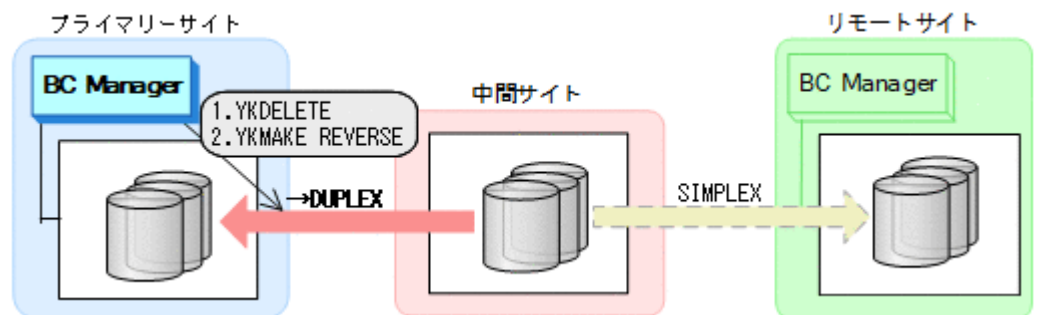 プライマリーサイト
リモートサイト
BC Manager
中間サイト
BC Manager
1.YKDELETE
2.YKMAKE REVERSE
→DUPLEX
SIMPLEX